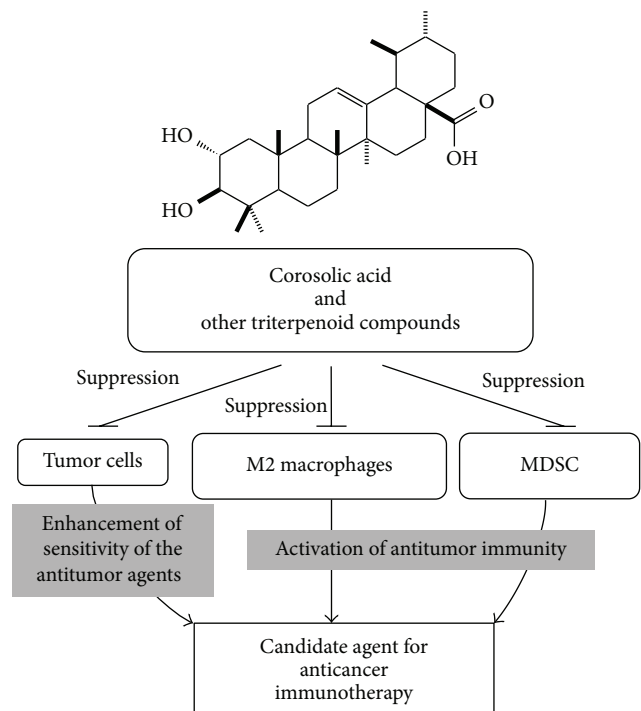 O
OH
HO
HO
Corosolic acid
and
other triterpenoid compounds
Suppression
Suppression
Suppression
Tumor cells
M2 macrophages
MDSC
Enhancement of
sensitivity of the
antitumor agents
Activation of antitumor immunity
Candidate agent for
anticancer
immunotherapy